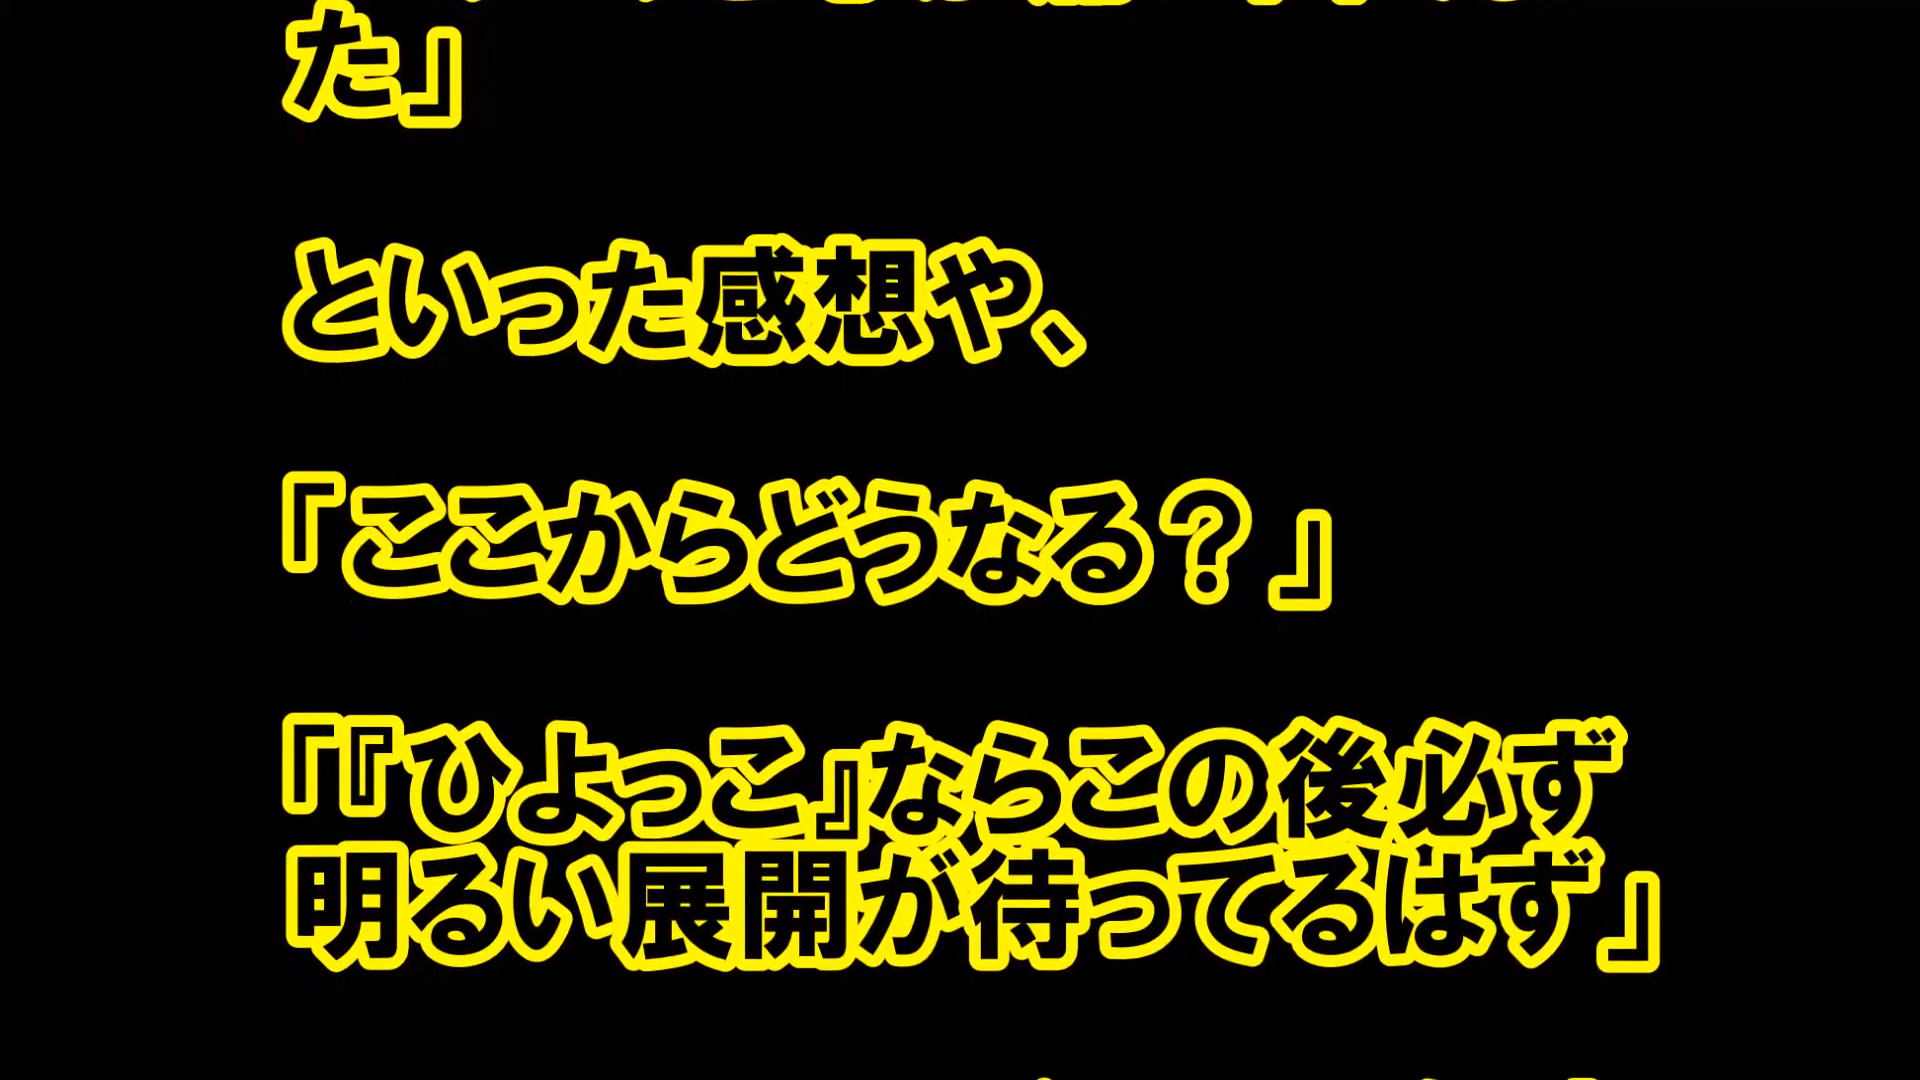 た」
といった感想や、
「ここからどうなる？」
「『ひよっこ』ならこの後必ず
明るい展開が待ってるはず」